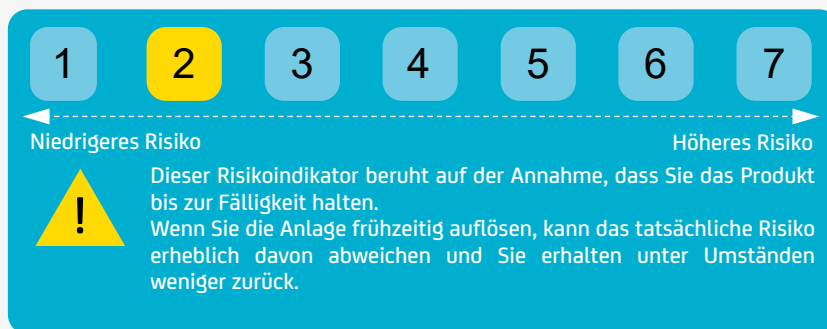 1 2 3 4 5 6 7
Niedrigeres Risiko Höheres Risiko
!
Dieser Risikoindikator beruht auf der Annahme, dass Sie das Produkt
bis zur Fälligkeit halten.
Wenn Sie die Anlage frühzeitig auflösen, kann das tatsächliche Risiko
erheblich davon abweichen und Sie erhalten unter Umständen
weniger zurück.